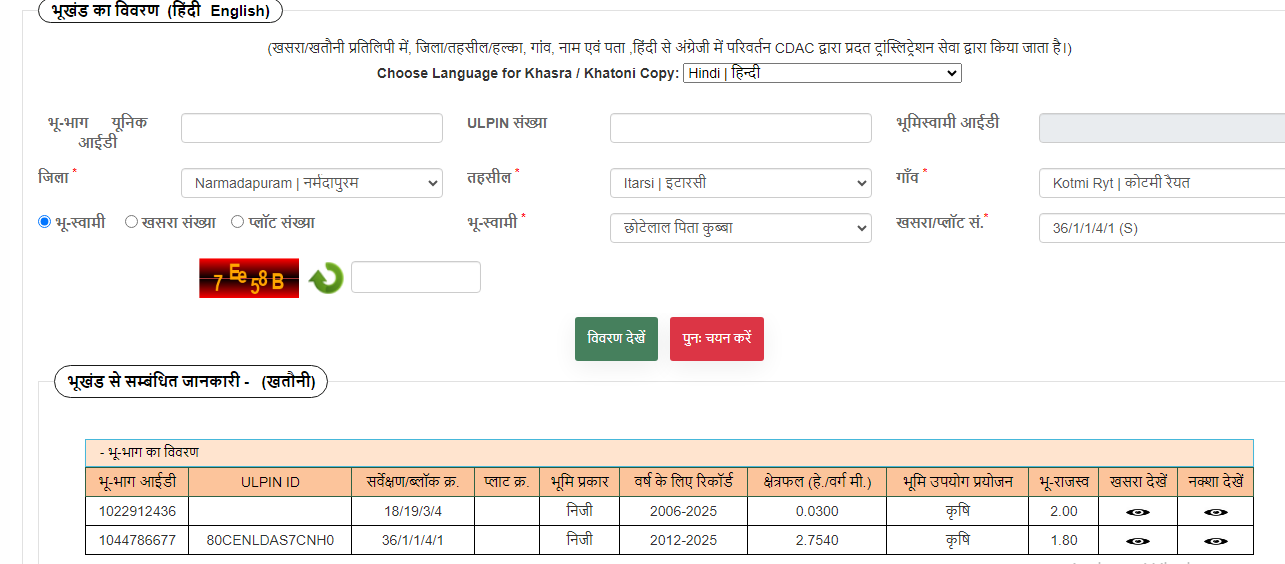 भूखंड का विवरण (हिंदी English)
(खसरा/खतौनी प्रतिलिपी में, जिला/तहसील/हल्का, गांव, नाम एवं पता ,हिंदी से अंग्रेजी में परिवर्तन CDAC द्वारा प्रदत ट्रांस्लिट्रेशन सेवा द्वारा किया जाता है।)
Choose Language for Khasra / Khatoni Copy: Hindi | हिन्दी
भू-भाग यूनिक आईडी ULPIN संख्या भूमिस्वामी आईडी
जिला * Narmadapuram | नर्मदापुरम तहसील * Itarsi | इटारसी गाँव * Kotmi Ryt | कोटमी रैयत
भू-स्वामी खसरा संख्या प्लॉट संख्या भू-स्वामी * छोटेलाल पिता कुब्बा खसरा/प्लॉट सं.* 36/1/1/4/1 (S)
7Ee58B
विवरण देखें पुनः चयन करें
भूखंड से सम्बंधित जानकारी - (खतौनी)
- भू-भाग का विवरण
भू-भाग आईडी ULPIN ID सर्वेक्षण/ब्लॉक क्र. प्लाट क्र. भूमि प्रकार वर्ष के लिए रिकॉर्ड क्षेत्रफल (हे./वर्ग मी.) भूमि उपयोग प्रयोजन भू-राजस्व खसरा देखें नक्शा देखें
1022912436 18/19/3/4 निजी 2006-2025 0.0300 कृषि 2.00
1044786677 80CENLDAS7CNH0 36/1/1/4/1 निजी 2012-2025 2.7540 कृषि 1.80